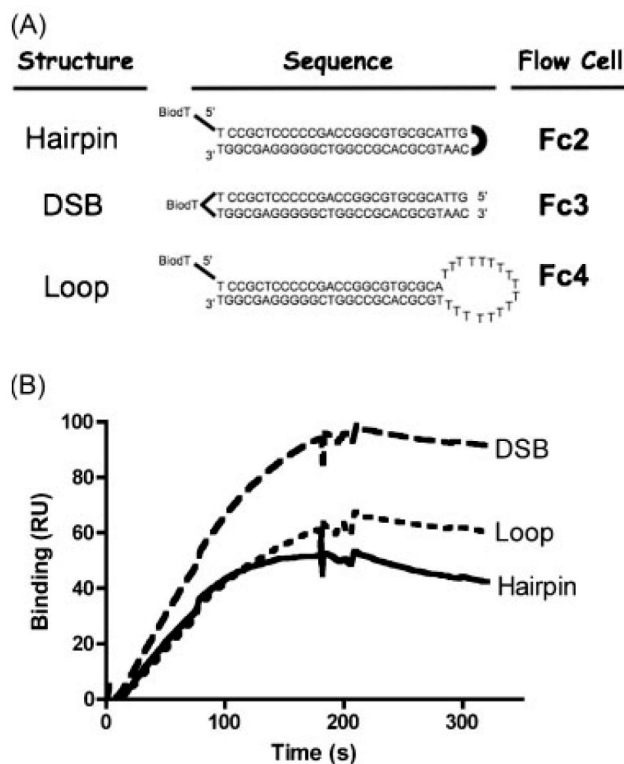 (A)
Structure Sequence Flow Cell
BiodT 5'
Hairpin T CCGCTCCCCCGACCGGCGTGCGCATTG Fc2
3' TGGCGAGGGGGCTGGCCGCACGCGTAAC
DSB BiodT T CCGCTCCCCCGACCGGCGTGCGCATTG 5' Fc3
TGGCGAGGGGGCTGGCCGCACGCGTAAC 3'
BiodT 5'
Loop T CCGCTCCCCCGACCGGCGTGCGCA TTTTTTTTT Fc4
3' TGGCGAGGGGGCTGGCCGCACGCGT TTTTTTTTT
(B)
100
80
60
40
20
0
Binding (RU)
DSB
Loop
Hairpin
0 100 200 300
Time (s)